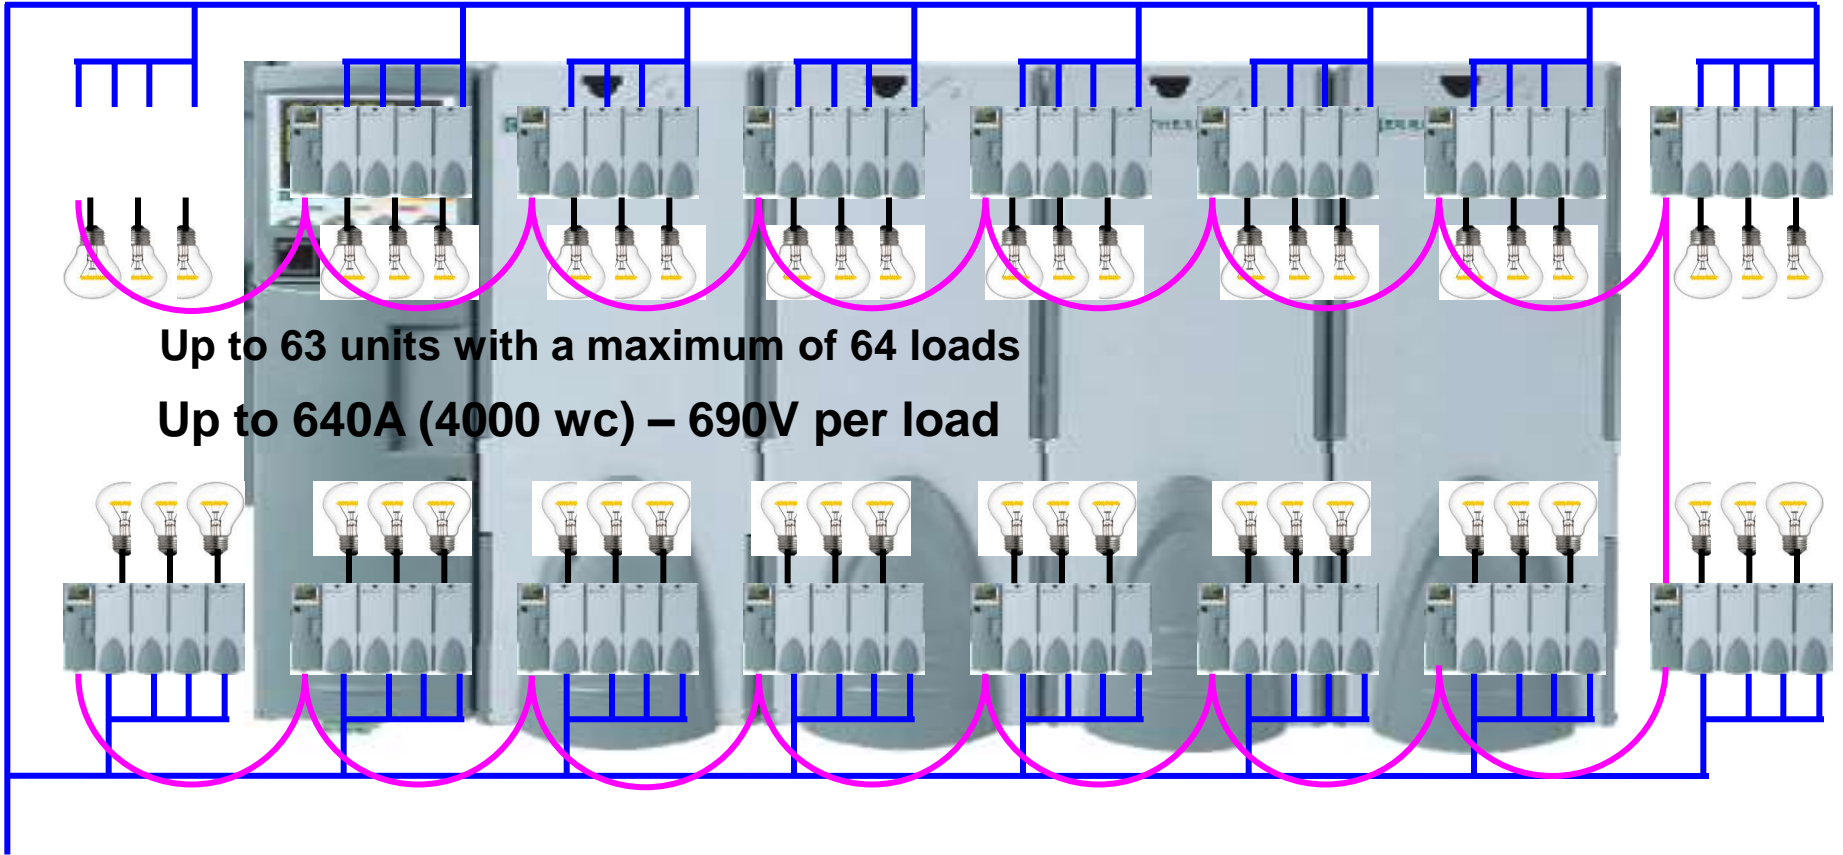 Up to 63 units with a maximum of 64 loads
Up to 640A (4000 wc) – 690V per load